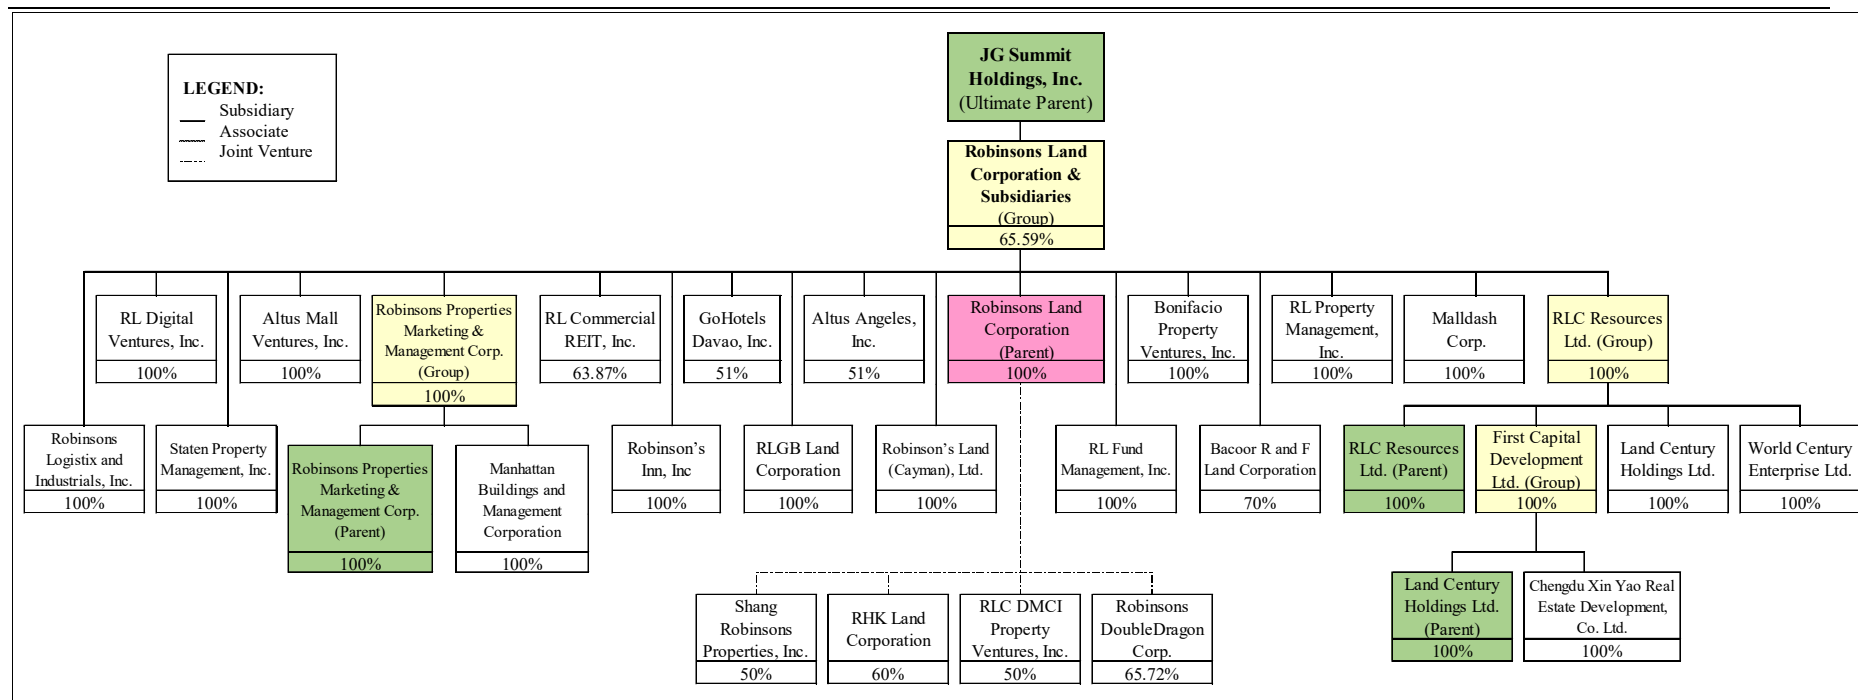 JG Summit
Holdings, Inc.
(Ultimate Parent)
LEGEND:
Subsidiary
Associate
Joint Venture
Robinsons Land
Corporation &
Subsidiaries
(Group)
65.59%
RL Digital
Ventures, Inc.
100%
Altus Mall
Ventures, Inc.
100%
Robinsons Properties
Marketing &
Management Corp.
(Group)
100%
RL Commercial
REIT, Inc.
63.87%
GoHotels
Davao, Inc.
51%
Altus Angeles,
Inc.
51%
Robinsons Land
Corporation
(Parent)
100%
Bonifacio
Property
Ventures, Inc.
100%
RL Property
Management,
Inc.
100%
Malldash
Corp.
100%
RLC Resources
Ltd. (Group)
100%
Robinsons
Logistix and
Industrials, Inc.
100%
Staten Property
Management, Inc.
100%
Robinsons Properties
Marketing &
Management Corp.
(Parent)
100%
Manhattan
Buildings and
Management
Corporation
100%
Robinson’s
Inn, Inc
100%
RLGB Land
Corporation
100%
Robinson’s Land
(Cayman), Ltd.
100%
RL Fund
Management, Inc.
100%
Bacoor R and F
Land Corporation
70%
RLC Resources
Ltd. (Parent)
100%
First Capital
Development
Ltd. (Group)
100%
Land Century
Holdings Ltd.
100%
World Century
Enterprise Ltd.
100%
Shang
Robinsons
Properties, Inc.
50%
RHK Land
Corporation
60%
RLC DMCI
Property
Ventures, Inc.
50%
Robinsons
DoubleDragon
Corp.
65.72%
Land Century
Holdings Ltd.
(Parent)
100%
Chengdu Xin Yao Real
Estate Development,
Co. Ltd.
100%